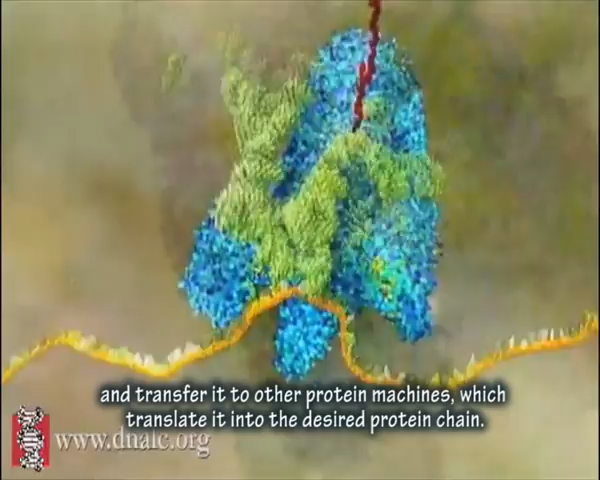 and transfer it to other protein machines, which
translate it into the desired protein chain.
www.dnalc.org